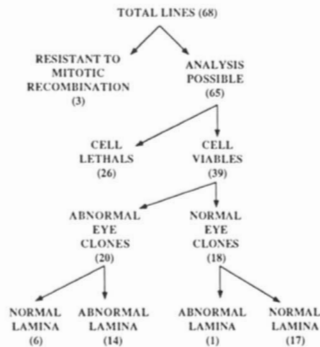 TOTAL LINES (68)
RESISTANT TO
MITOTIC
RECOMBINATION
(3)
ANALYSIS
POSSIBLE
(65)
CELL
LETHALS
(26)
CELL
VIABLES
(39)
ABNORMAL
EYE
CLONES
(20)
NORMAL
EYE
CLONES
(18)
NORMAL
LAMINA
(6)
ABNORMAL
LAMINA
(14)
ABNORMAL
LAMINA
(1)
NORMAL
LAMINA
(17)